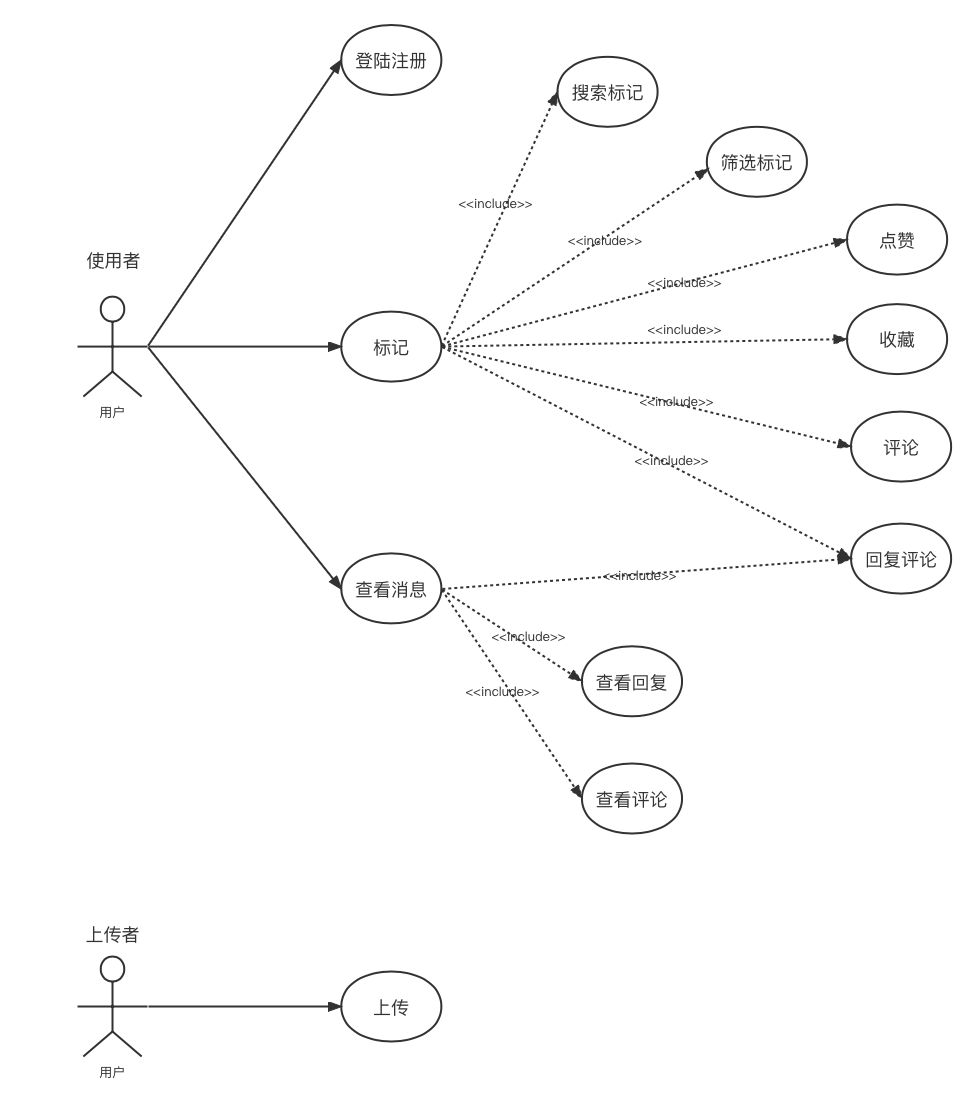 登陆注册
搜索标记
筛选标记
<<include>>
点赞
<<include>>
使用者
<<include>>
<<include>>
收藏
标记
<<include>>
用户
评论
<<include>>
回复评论
<<include>>
查看消息
<<include>>
查看回复
<<include>>
查看评论
上传者
上传
用户